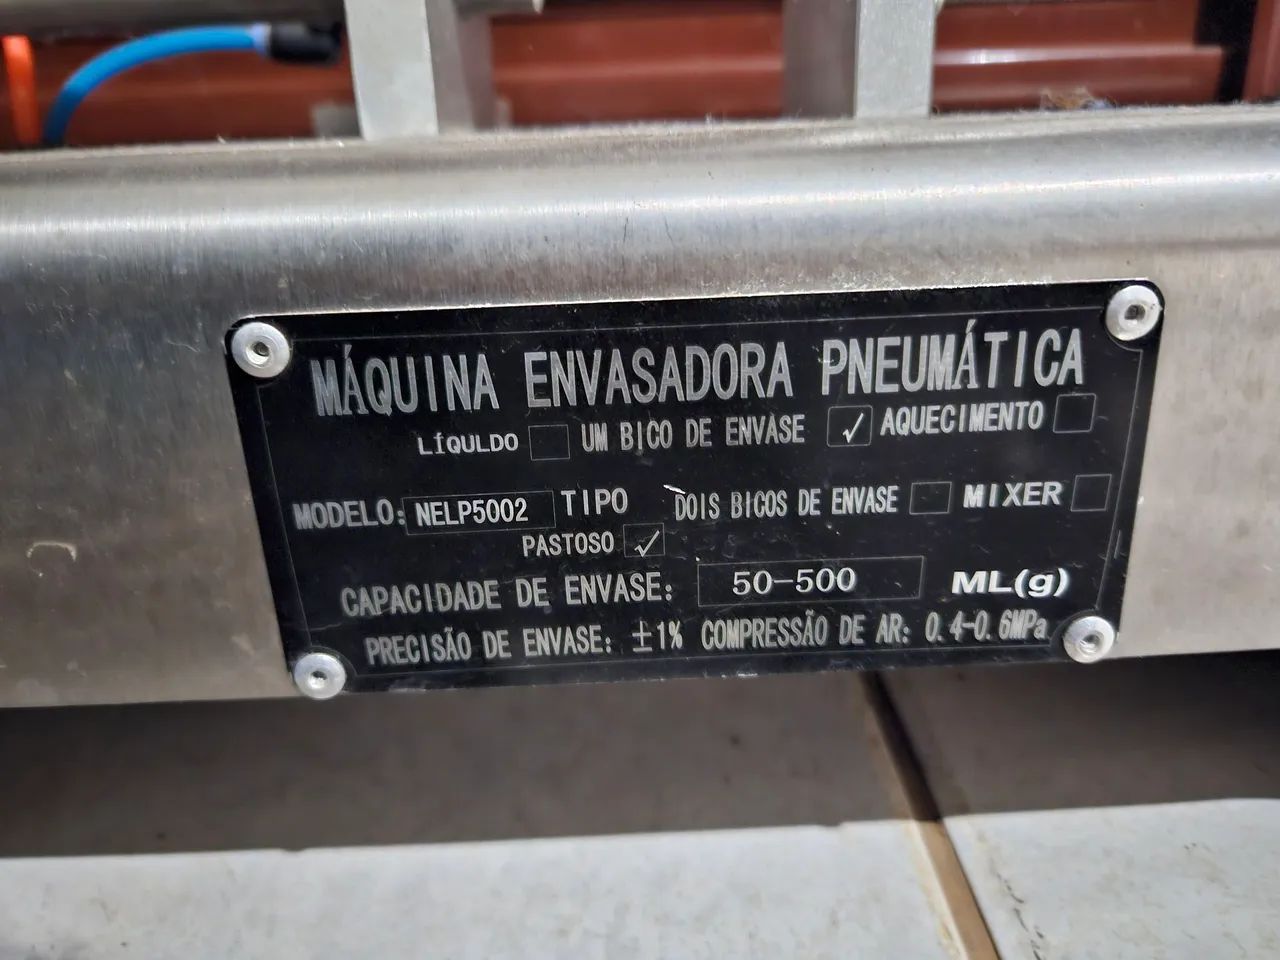 MÁQUINA ENVASADORA PNEUMÁTICA
LÍQULDO UM BICO DE ENVASE ✓ AQUECIMENTO
MODELO: NELP5002 TIPO DOIS BICOS DE ENVASE MIXER
PASTOSO ✓
CAPACIDADE DE ENVASE: 50-500 ML(g)
PRECISÃO DE ENVASE: ±1% COMPRESSÃO DE AR: 0.4-0.6MPa